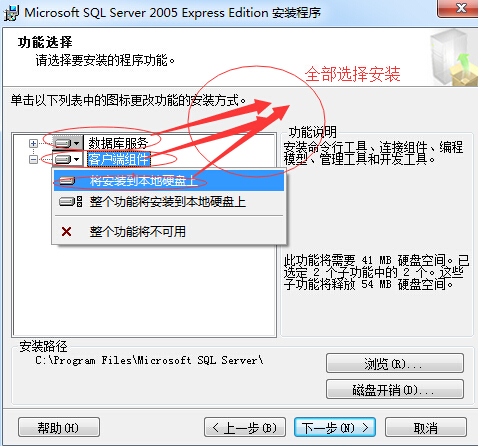 Microsoft SQL Server 2005 Express Edition 安装程序
功能选择
请选择要安装的程序功能。
全部选择安装
单击以下列表中的图标更改功能的安装方式。
数据库服务
客户端组件
将安装到本地硬盘上
整个功能将安装到本地硬盘上
整个功能将不可用
功能说明
安装命令行工具、连接组件、编程
模型、管理工具和开发工具。
此功能将需要 41 MB 硬盘空间。已
选定 2 个子功能中的 2 个。这些
子功能将释放 54 MB 硬盘空间。
安装路径
C:\Program Files\Microsoft SQL Server\
浏览(R)...
磁盘开销(D)...
帮助(H)
< 上一步(B)
下一步(N) >
取消